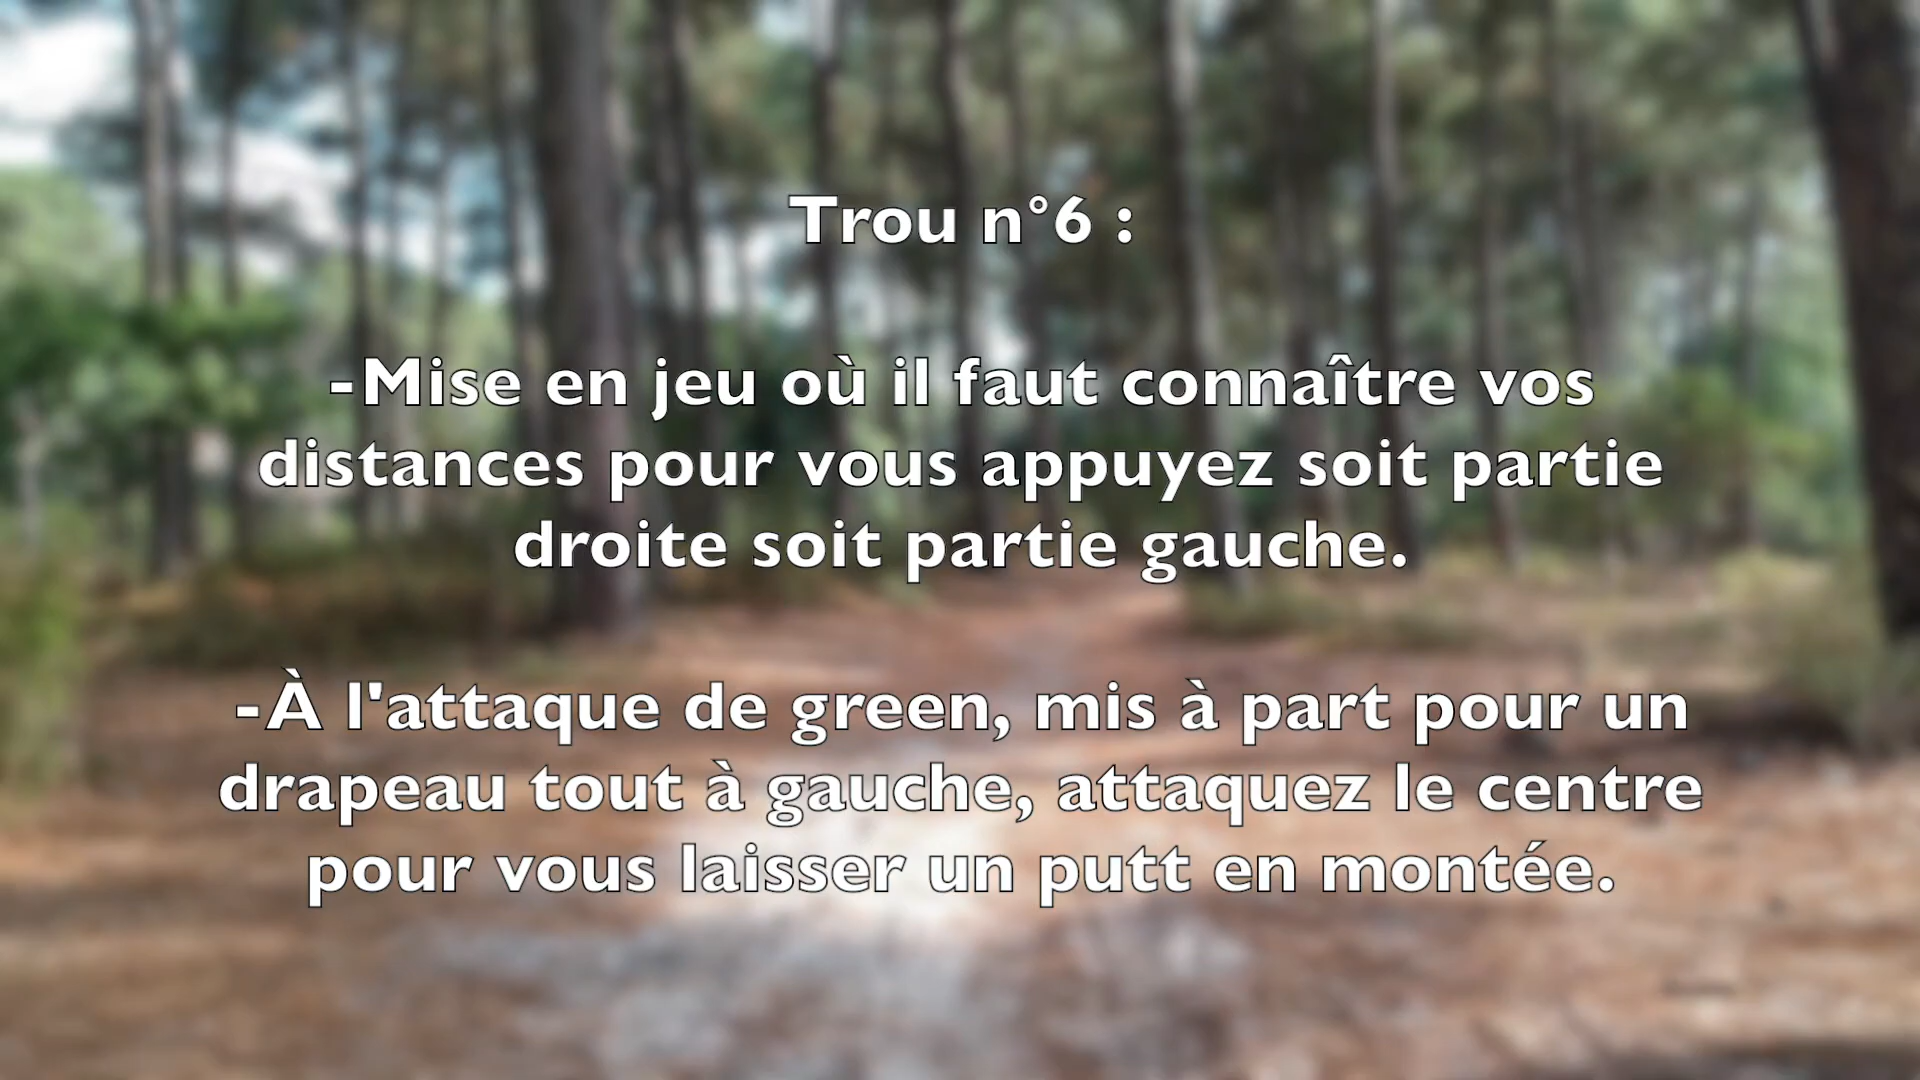 Trou n°6 :
-Mise en jeu où il faut connaître vos
distances pour vous appuyez soit partie
droite soit partie gauche.
-À l'attaque de green, mis à part pour un
drapeau tout à gauche, attaquez le centre
pour vous laisser un putt en montée.